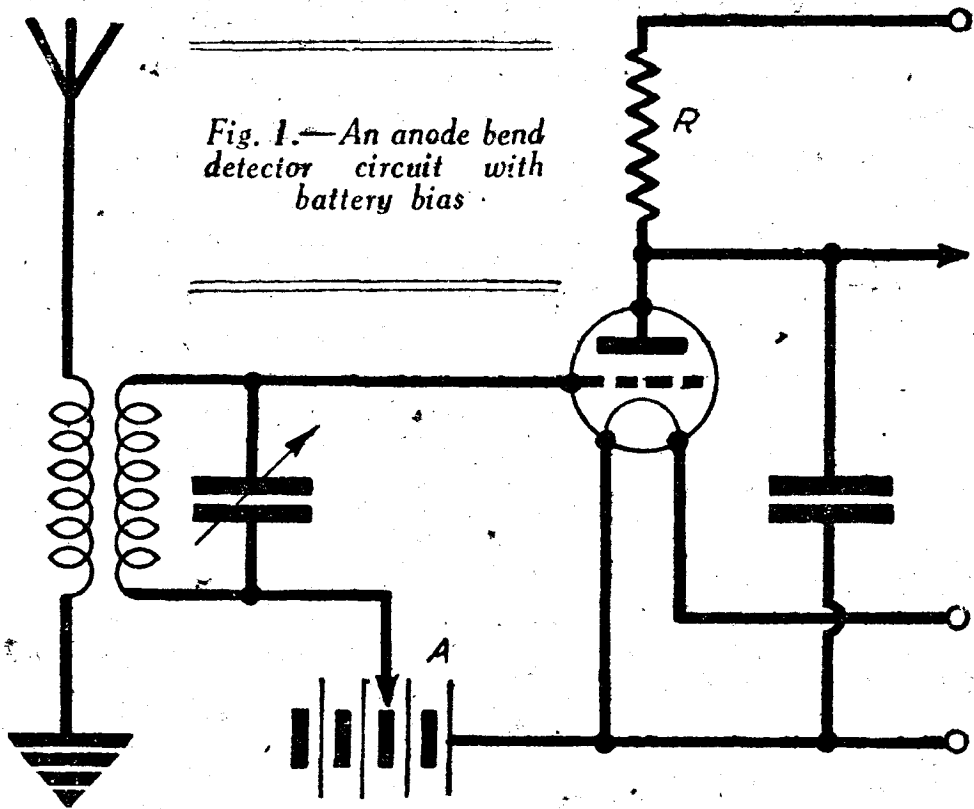 Fig. 1.—An anode bend
detector circuit with
battery bias
R
A